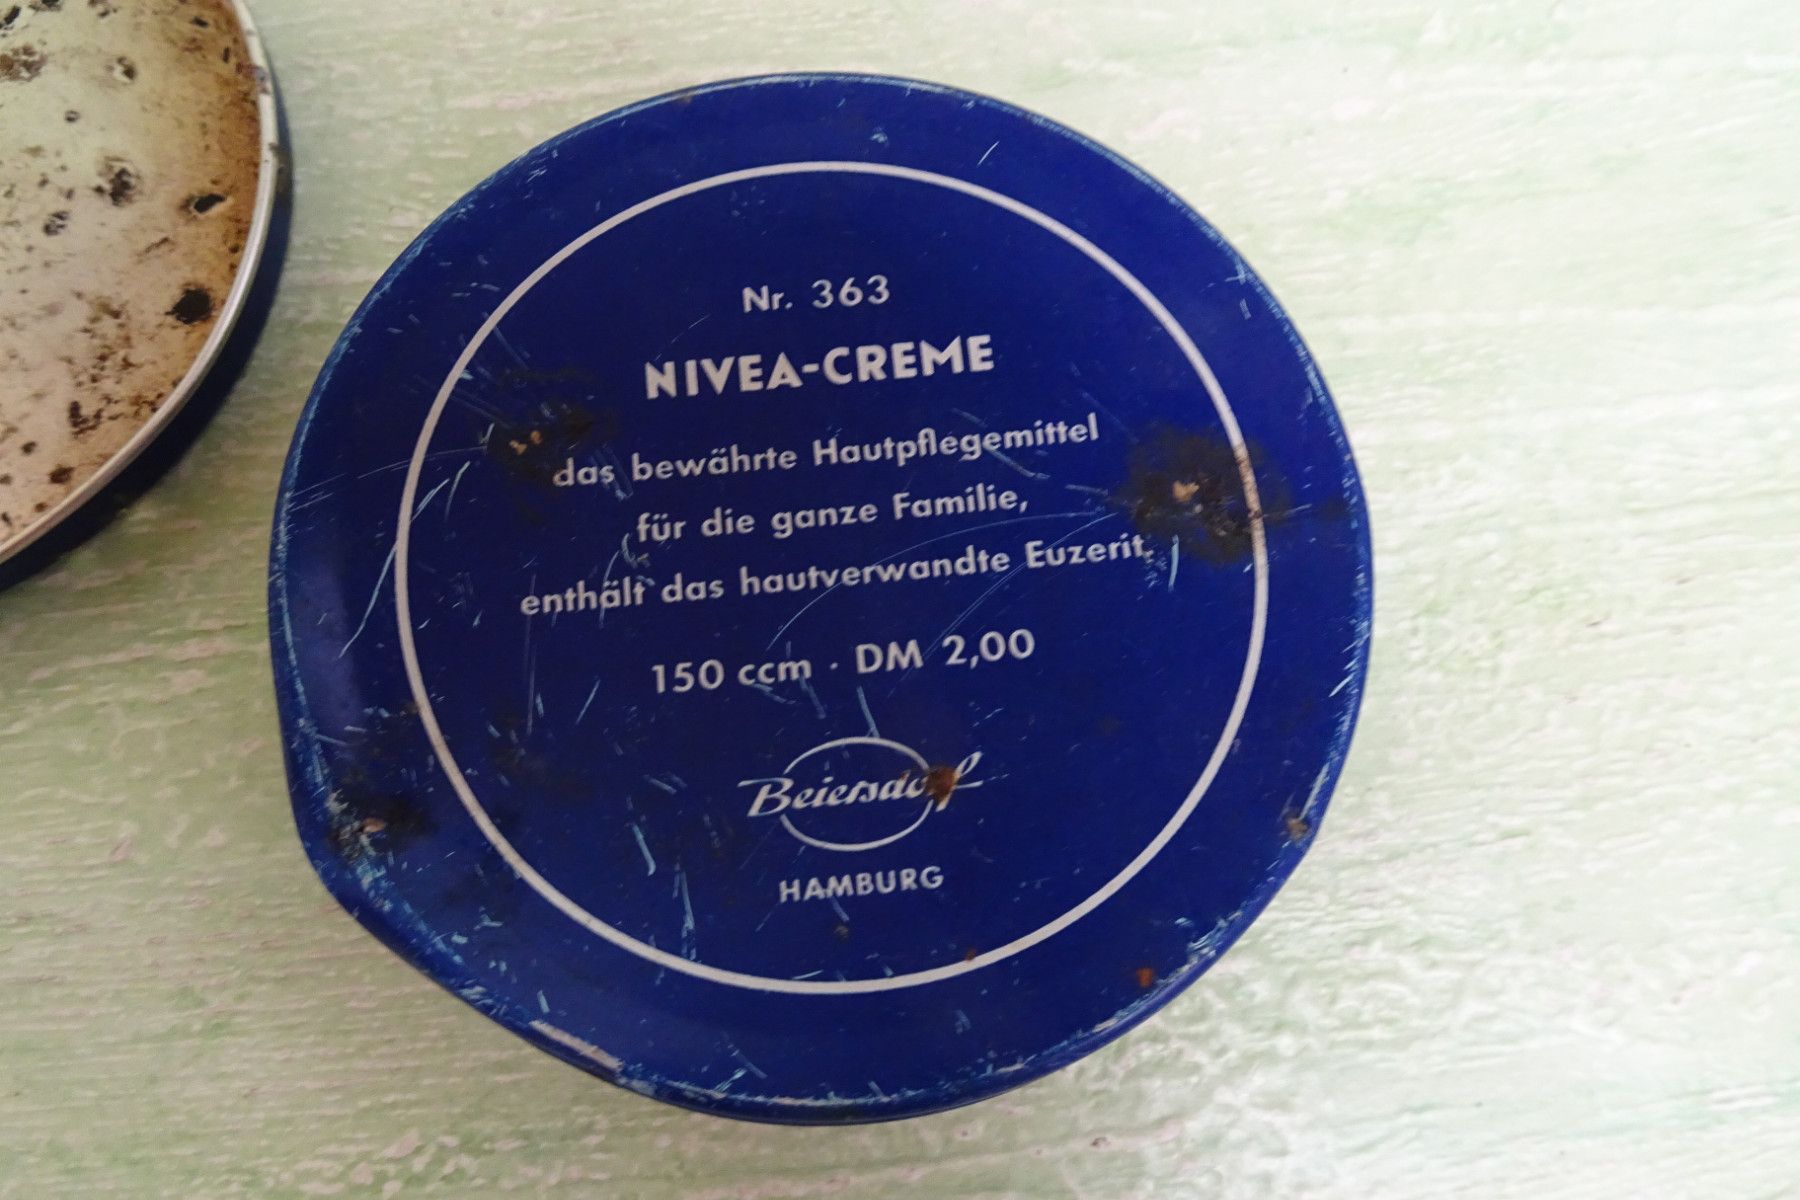 Nr. 363
NIVEA-CREME
das bewährte Hautpflegemittel
für die ganze Familie,
enthält das hautverwandte Euzerit.
150 ccm · DM 2,00
Beiersdorf
HAMBURG